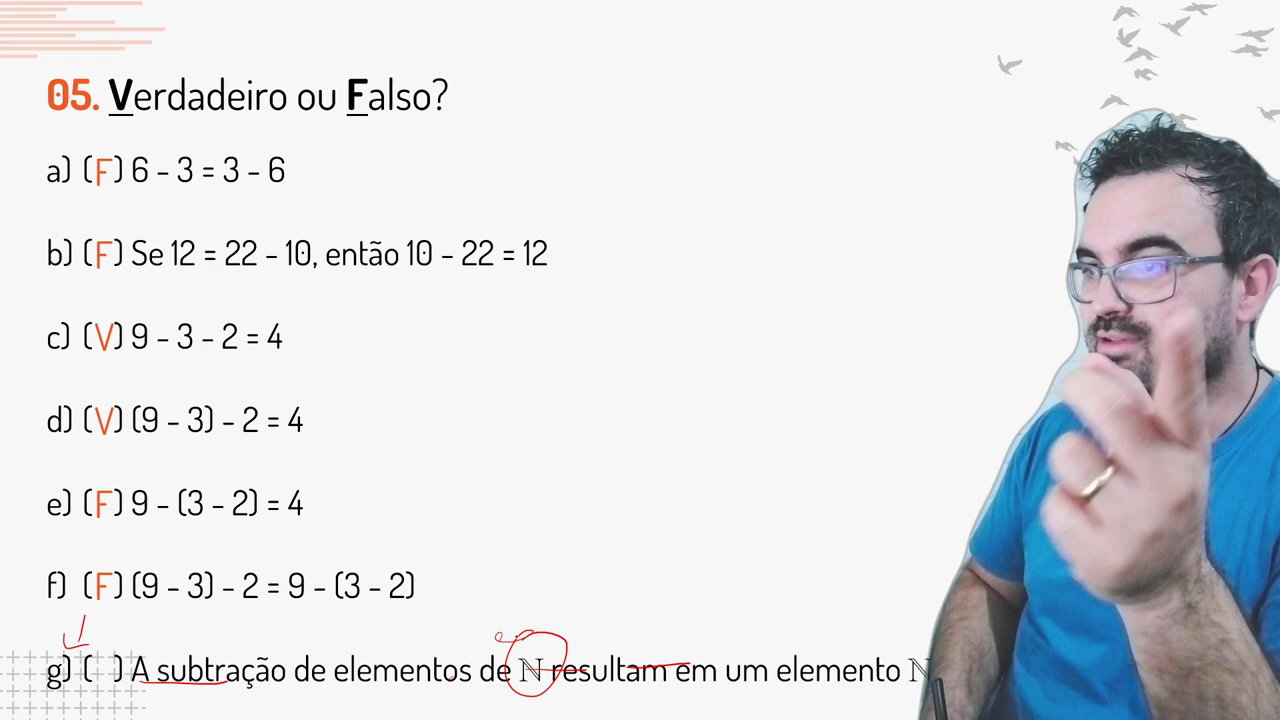 05. Verdadeiro ou Falso?
a) (F) 6 - 3 = 3 - 6
b) (F) Se 12 = 22 - 10, então 10 - 22 = 12
c) (V) 9 - 3 - 2 = 4
d) (V) (9 - 3) - 2 = 4
e) (F) 9 - (3 - 2) = 4
f) (F) (9 - 3) - 2 = 9 - (3 - 2)
g) ( ) A subtração de elementos de ℕ resultam em um elemento ℕ